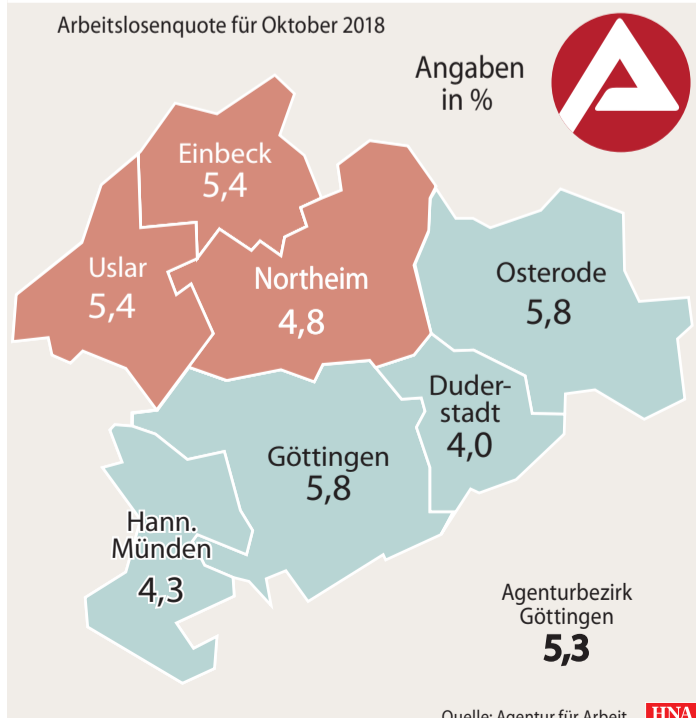 Arbeitslosenquote für Oktober 2018
Angaben
in %
Einbeck
5,4
Uslar
5,4
Northeim
4,8
Osterode
5,8
Duder-
stadt
4,0
Göttingen
5,8
Hann.
Münden
4,3
Agenturbezirk
Göttingen
5,3
Quelle: Agentur für Arbeit
HNA